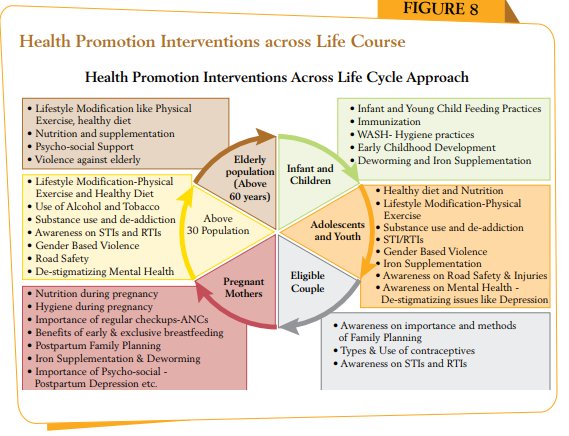 FIGURE 8
Health Promotion Interventions across Life Course
Health Promotion Interventions Across Life Cycle Approach
• Lifestyle Modification like Physical
Exercise, healthy diet
• Nutrition and supplementation
• Psycho-social Support
• Violence against elderly
• Infant and Young Child Feeding Practices
• Immunization
• WASH- Hygiene practices
• Early Childhood Development
• Deworming and Iron Supplementation
Elderly
population
(Above
60 years)
Infant and
Children
• Lifestyle Modification-Physical
Exercise and Healthy Diet
• Use of Alcohol and Tobacco
• Substance use and de-addiction
• Awareness on STIs and RTIs
• Gender Based Violence
• Road Safety
• De-stigmatizing Mental Health
Above
30 Population
Adolescents
and Youth
• Healthy diet and Nutrition
• Lifestyle Modification-Physical
Exercise
• Substance use and de-addiction
• STI/RTIs
• Gender Based Violence
• Iron Supplementation
• Awareness on Road Safety & Injuries
• Awareness on Mental Health -
De-stigmatizing issues like Depression
Pregnant
Mothers
Eligible
Couple
• Nutrition during pregnancy
• Hygiene during pregnancy
• Importance of regular checkups-ANCs
• Benefits of early & exclusive breastfeeding
• Postpartum Family Planning
• Iron Supplementation & Deworming
• Importance of Psycho-social -
Postpartum Depression etc.
• Awareness on importance and methods
of Family Planning
• Types & Use of contraceptives
• Awareness on STIs and RTIs